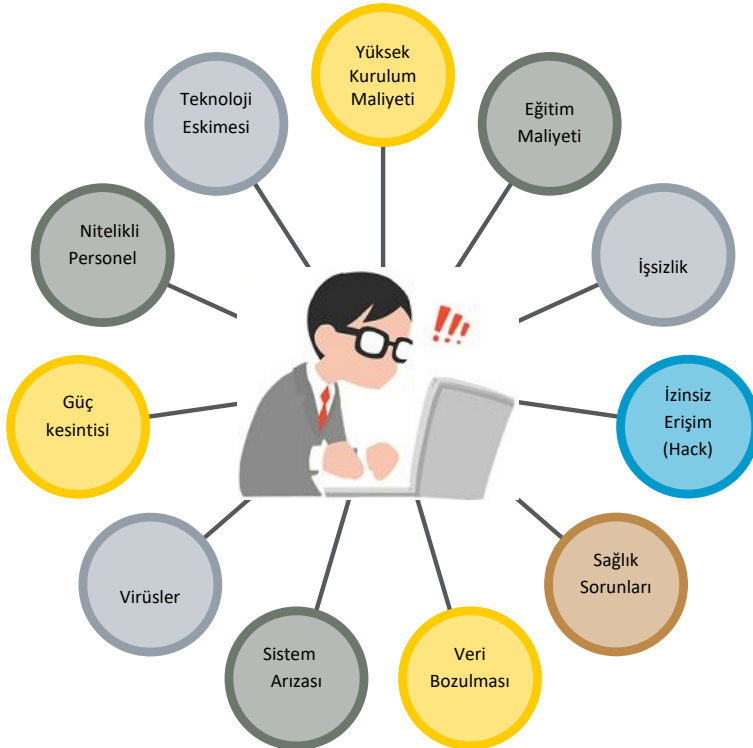 Yüksek
Kurulum
Maliyeti
Eğitim
Maliyeti
İşsizlik
İzinsiz
Erişim
(Hack)
Sağlık
Sorunları
Veri
Bozulması
Sistem
Arızası
Virüsler
Güç
kesintisi
Nitelikli
Personel
Teknoloji
Eskimesi
!!!